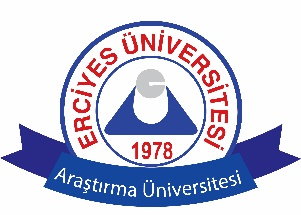 ERCİYES ÜNİVERSİTESİ
1978
Araştırma Üniversitesi